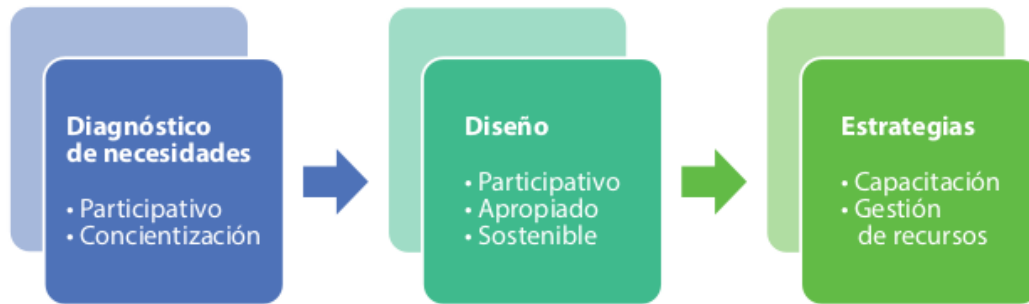 Diagnóstico
de necesidades
• Participativo
• Concientización
Diseño
• Participativo
• Apropiado
• Sostenible
Estrategias
• Capacitación
• Gestión
de recursos